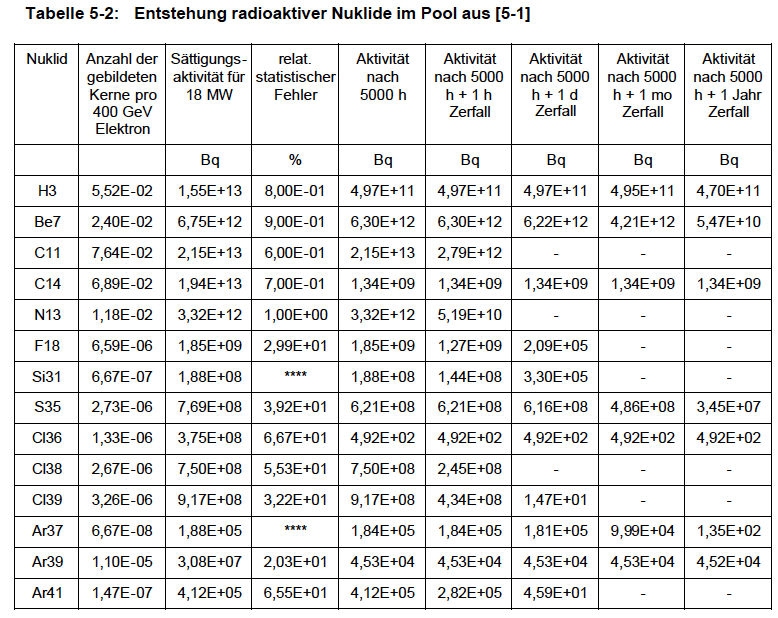 Tabelle 5-2: Entstehung radioaktiver Nuklide im Pool aus [5-1]
Nuklid Anzahl der gebildeten Kerne pro 400 GeV Elektron Sättigungs-aktivität für 18 MW relat. statistischer Fehler Aktivität nach 5000 h Aktivität nach 5000 h + 1 h Zerfall Aktivität nach 5000 h + 1 d Zerfall Aktivität nach 5000 h + 1 mo Zerfall Aktivität nach 5000 h + 1 Jahr Zerfall
Bq % Bq Bq Bq Bq Bq
H3 5,52E-02 1,55E+13 8,00E-01 4,97E+11 4,97E+11 4,97E+11 4,95E+11 4,70E+11
Be7 2,40E-02 6,75E+12 9,00E-01 6,30E+12 6,30E+12 6,22E+12 4,21E+12 5,47E+10
C11 7,64E-02 2,15E+13 6,00E-01 2,15E+13 2,79E+12 - - -
C14 6,89E-02 1,94E+13 7,00E-01 1,34E+09 1,34E+09 1,34E+09 1,34E+09 1,34E+09
N13 1,18E-02 3,32E+12 1,00E+00 3,32E+12 5,19E+10 - - -
F18 6,59E-06 1,85E+09 2,99E+01 1,85E+09 1,27E+09 2,09E+05 - -
Si31 6,67E-07 1,88E+08 **** 1,88E+08 1,44E+08 3,30E+05 - -
S35 2,73E-06 7,69E+08 3,92E+01 6,21E+08 6,21E+08 6,16E+08 4,86E+08 3,45E+07
Cl36 1,33E-06 3,75E+08 6,67E+01 4,92E+02 4,92E+02 4,92E+02 4,92E+02 4,92E+02
Cl38 2,67E-06 7,50E+08 5,53E+01 7,50E+08 2,45E+08 - - -
Cl39 3,26E-06 9,17E+08 3,22E+01 9,17E+08 4,34E+08 1,47E+01 - -
Ar37 6,67E-08 1,88E+05 **** 1,84E+05 1,84E+05 1,81E+05 9,99E+04 1,35E+02
Ar39 1,10E-05 3,08E+07 2,03E+01 4,53E+04 4,53E+04 4,53E+04 4,53E+04 4,52E+04
Ar41 1,47E-07 4,12E+05 6,55E+01 4,12E+05 2,82E+05 4,59E+01 - -